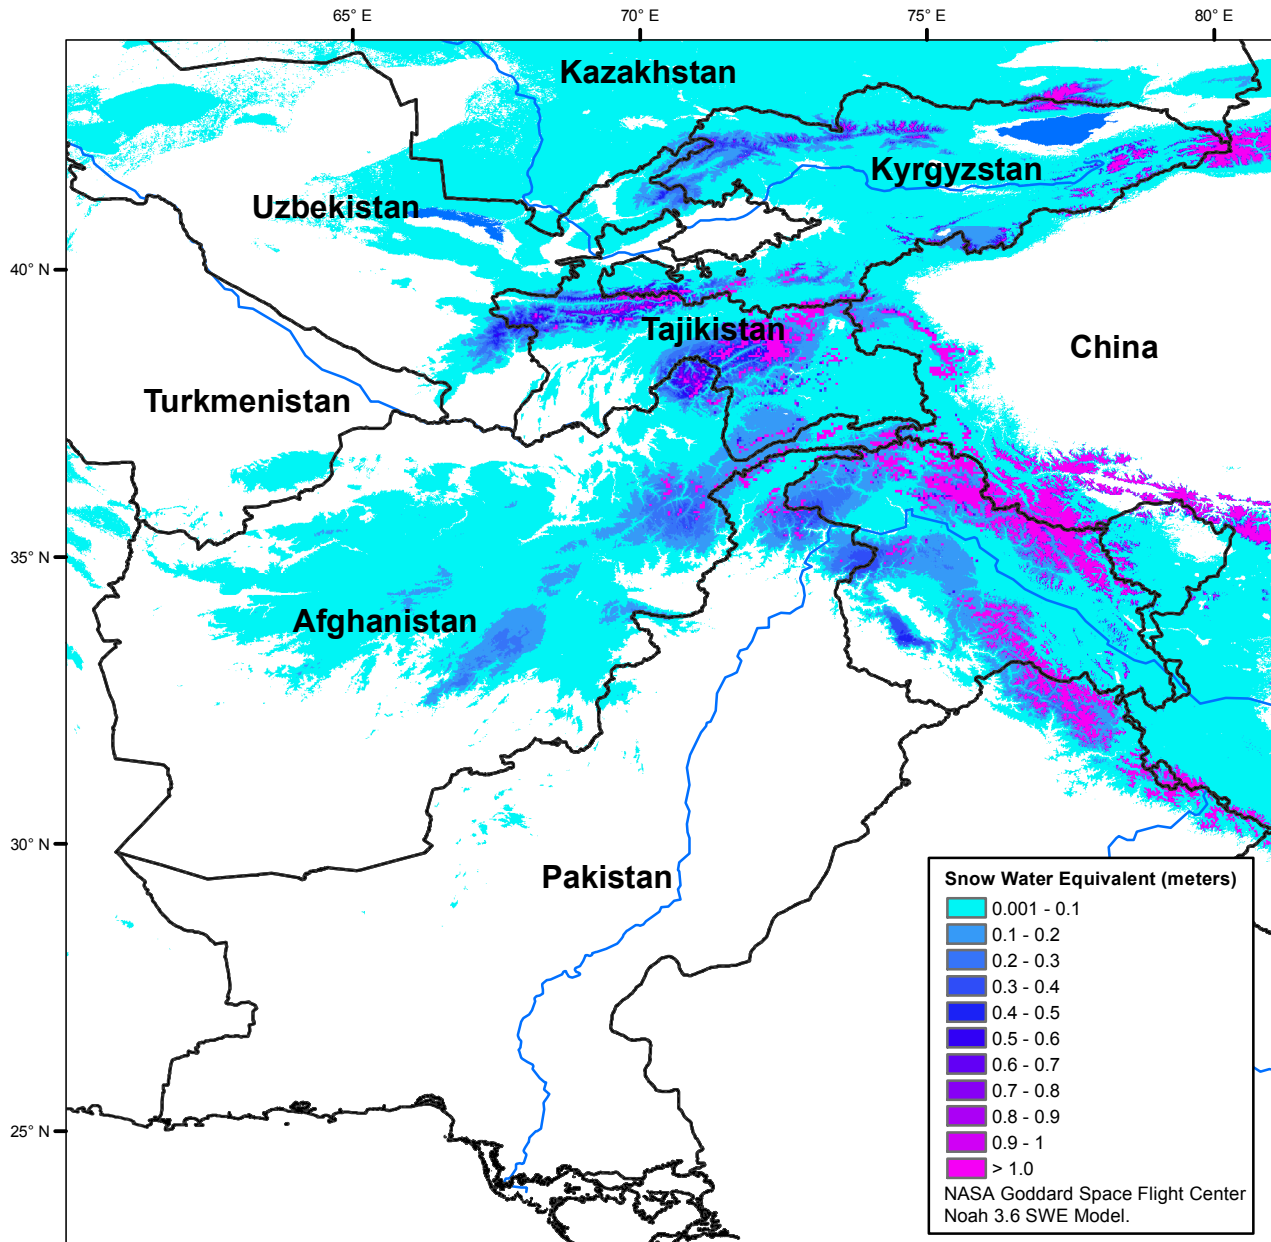 65° E
70° E
75° E
80° E
Kazakhstan
Kyrgyzstan
Uzbekistan
40° N
Tajikistan
China
Turkmenistan
35° N
Afghanistan
30° N
Pakistan
25° N
Snow Water Equivalent (meters)
0.001 - 0.1
0.1 - 0.2
0.2 - 0.3
0.3 - 0.4
0.4 - 0.5
0.5 - 0.6
0.6 - 0.7
0.7 - 0.8
0.8 - 0.9
0.9 - 1
> 1.0
NASA Goddard Space Flight Center
Noah 3.6 SWE Model.